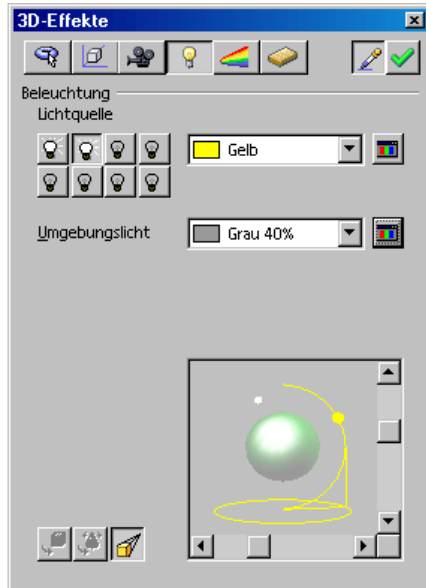 3D-Effekte
Beleuchtung
Lichtquelle
Gelb
Umgebungslicht
Grau 40%